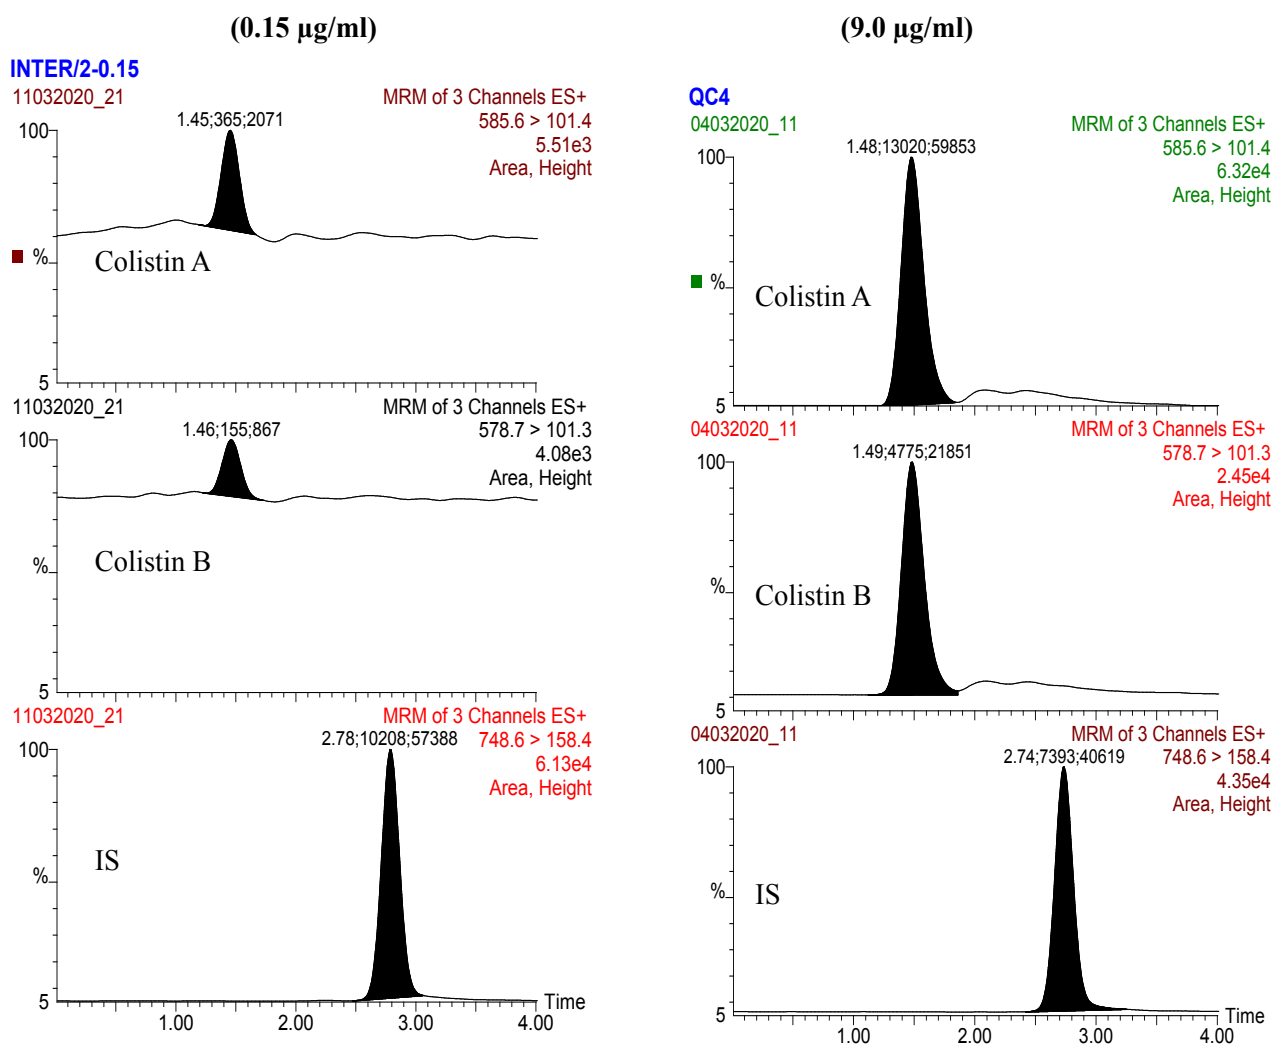 (0.15 µg/ml)
INTER/2-0.15
11032020_21
MRM of 3 Channels ES+
1.45;365;2071
585.6 > 101.4
5.51e3
Area, Height
100
%
Colistin A
5
11032020_21
MRM of 3 Channels ES+
1.46;155;867
578.7 > 101.3
4.08e3
Area, Height
100
%
Colistin B
5
11032020_21
MRM of 3 Channels ES+
2.78;10208;57388
748.6 > 158.4
6.13e4
Area, Height
100
%
IS
5
Time
1.00 2.00 3.00 4.00
(9.0 µg/ml)
QC4
04032020_11
MRM of 3 Channels ES+
1.48;13020;59853
585.6 > 101.4
6.32e4
Area, Height
100
%
Colistin A
5
04032020_11
MRM of 3 Channels ES+
1.49;4775;21851
578.7 > 101.3
2.45e4
Area, Height
100
%
Colistin B
5
04032020_11
MRM of 3 Channels ES+
2.74;7393;40619
748.6 > 158.4
4.35e4
Area, Height
100
%
IS
5
Time
1.00 2.00 3.00 4.00